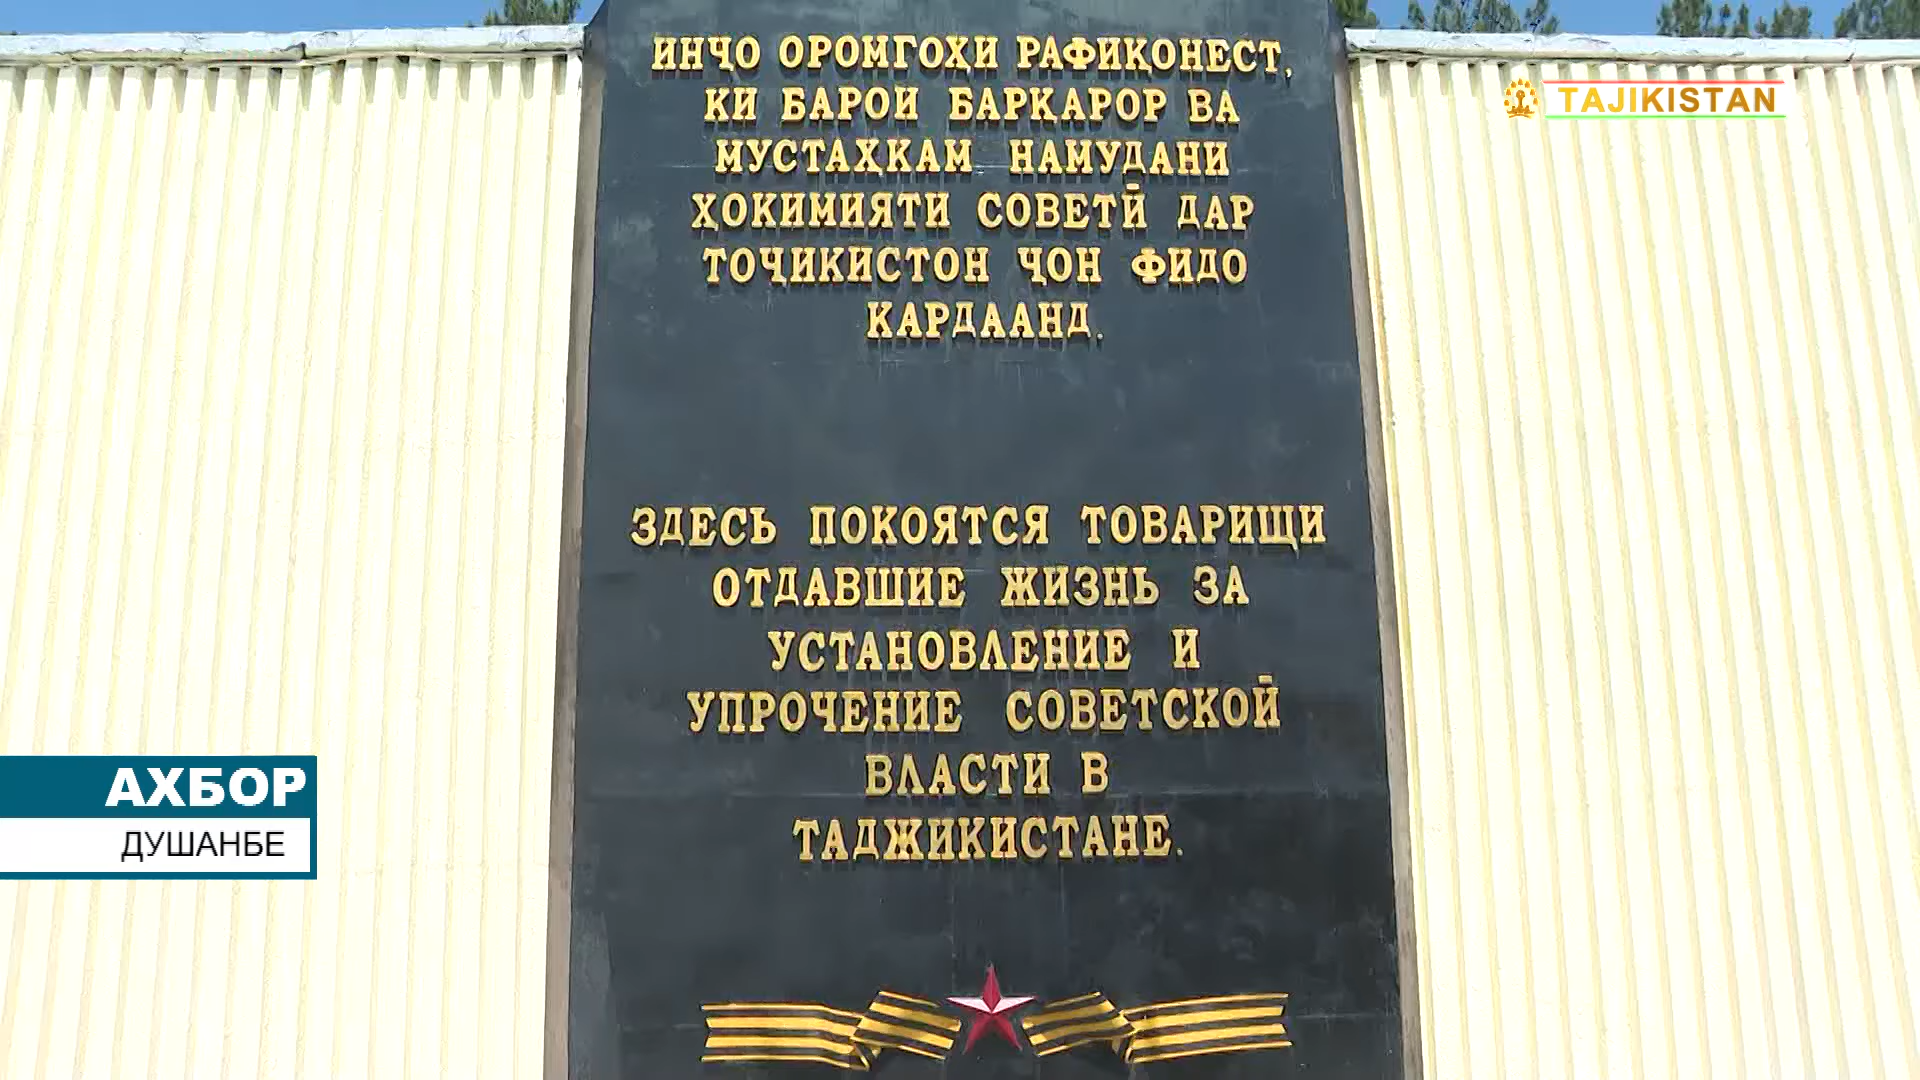 ИНҶО ОРОМГОҲИ РАФИҚОНЕСТ,
КИ БАРОИ БАРҚАРОР ВА
МУСТАҲКАМ НАМУДАНИ
ҲОКИМИЯТИ СОВЕТӢ ДАР
ТОҶИКИСТОН ҶОН ФИДО
КАРДААНД.
TAJIKISTAN
ЗДЕСЬ ПОКОЯТСЯ ТОВАРИЩИ
ОТДАВШИЕ ЖИЗНЬ ЗА
УСТАНОВЛЕНИЕ И
УПРОЧЕНИЕ СОВЕТСКОЙ
ВЛАСТИ В
ТАДЖИКИСТАНЕ.
АХБОР
ДУШАНБЕ